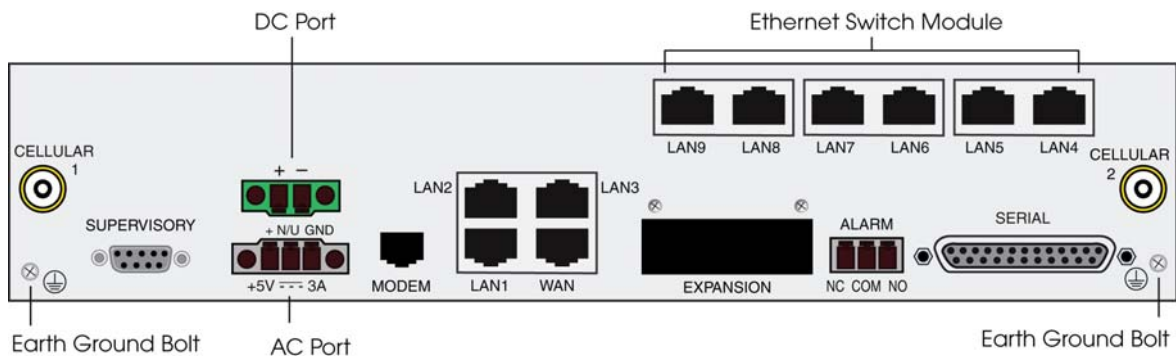 DC Port
Ethernet Switch Module
CELLULAR
1
LAN9 LAN8 LAN7 LAN6 LAN5 LAN4
CELLULAR
2
+ −
LAN2
LAN3
SUPERVISORY
+ N/U GND
ALARM
SERIAL
+5V 3A
MODEM
LAN1 WAN
EXPANSION
NC COM NO
Earth Ground Bolt
AC Port
Earth Ground Bolt